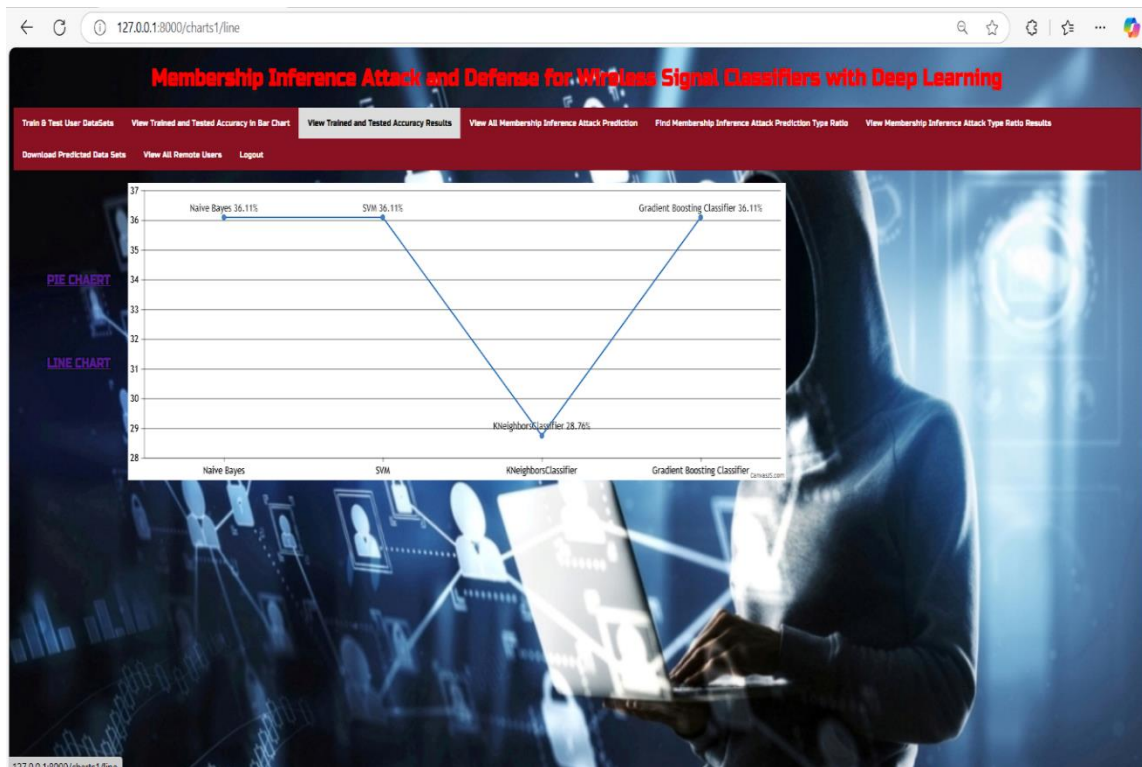 127.0.0.1:8000/charts1/line
Membership Inference Attack and Defense for Wireless Signal Classifiers with Deep Learning
Train & Test User DataSets View Trained and Tested Accuracy in Bar Chart View Trained and Tested Accuracy Results View All Membership Inference Attack Prediction Find Membership Inference Attack Prediction Type Ratio View Membership Inference Attack Type Ratio Results
Download Predicted Data Sets View All Remote Users Logout
37
Naive Bayes 36.11% SVM 36.11% Gradient Boosting Classifier 36.11%
36
35
PIE CHAERT
34
33
32
LINE CHART
31
30
29
KNeighborsClassifier 28.76%
28
Naive Bayes SVM KNeighborsClassifier Gradient Boosting Classifier
CanvasJS.com
127.0.0.1:8000/charts1/line